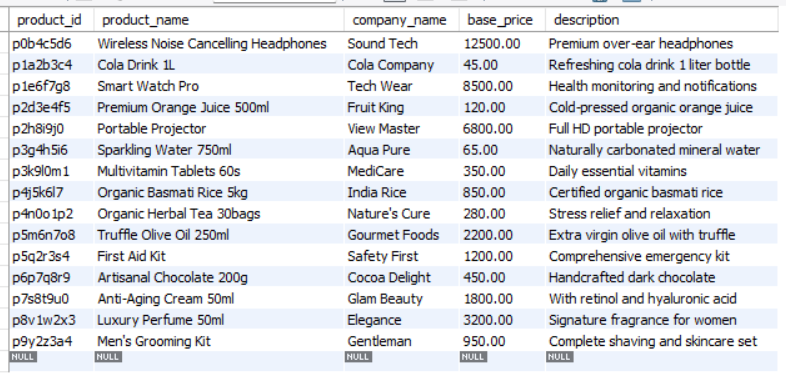 product_id product_name company_name base_price description
p0b4c5d6 Wireless Noise Cancelling Headphones Sound Tech 12500.00 Premium over-ear headphones
p1a2b3c4 Cola Drink 1L Cola Company 45.00 Refreshing cola drink 1 liter bottle
p1e6f7g8 Smart Watch Pro Tech Wear 8500.00 Health monitoring and notifications
p2d3e4f5 Premium Orange Juice 500ml Fruit King 120.00 Cold-pressed organic orange juice
p2h8i9j0 Portable Projector View Master 6800.00 Full HD portable projector
p3g4h5i6 Sparkling Water 750ml Aqua Pure 65.00 Naturally carbonated mineral water
p3k9l0m1 Multivitamin Tablets 60s MediCare 350.00 Daily essential vitamins
p4j5k6l7 Organic Basmati Rice 5kg India Rice 850.00 Certified organic basmati rice
p4n0o1p2 Organic Herbal Tea 30bags Nature's Cure 280.00 Stress relief and relaxation
p5m6n7o8 Truffle Olive Oil 250ml Gourmet Foods 2200.00 Extra virgin olive oil with truffle
p5q2r3s4 First Aid Kit Safety First 1200.00 Comprehensive emergency kit
p6p7q8r9 Artisanal Chocolate 200g Cocoa Delight 450.00 Handcrafted dark chocolate
p7s8t9u0 Anti-Aging Cream 50ml Glam Beauty 1800.00 With retinol and hyaluronic acid
p8v1w2x3 Luxury Perfume 50ml Elegance 3200.00 Signature fragrance for women
p9y2z3a4 Men's Grooming Kit Gentleman 950.00 Complete shaving and skincare set
NULL NULL NULL NULL NULL